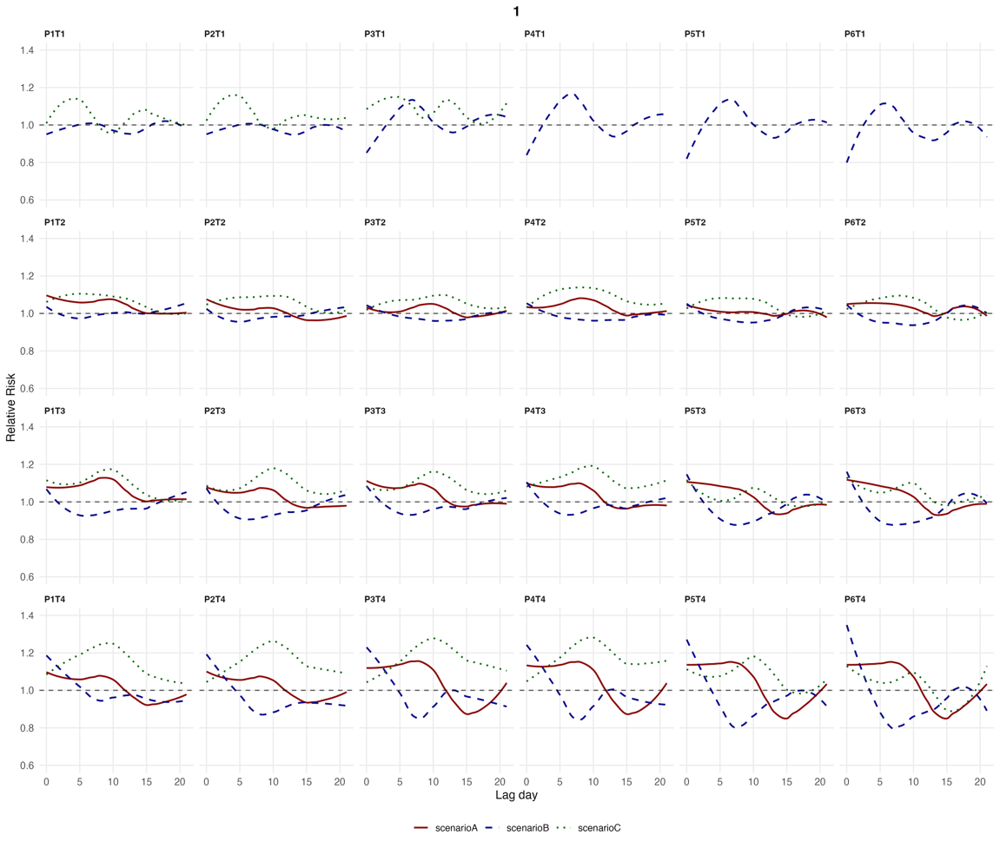 1
P1T1 P2T1 P3T1 P4T1 P5T1 P6T1
1.4
1.2
1.0
0.8
0.6
P1T2 P2T2 P3T2 P4T2 P5T2 P6T2
1.4
1.2
1.0
0.8
0.6
P1T3 P2T3 P3T3 P4T3 P5T3 P6T3
1.4
1.2
1.0
0.8
0.6
P1T4 P2T4 P3T4 P4T4 P5T4 P6T4
1.4
1.2
1.0
0.8
0.6
Relative Risk
0 5 10 15 20 0 5 10 15 20 0 5 10 15 20 0 5 10 15 20 0 5 10 15 20 0 5 10 15 20
Lag day
scenarioA scenarioB scenarioC